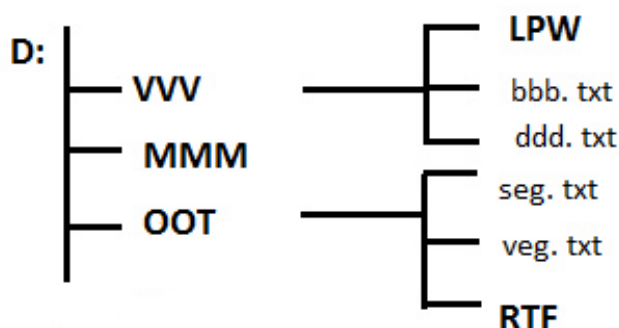 D:
VVV
MMM
OOT
LPW
bbb. txt
ddd. txt
seg. txt
veg. txt
RTF